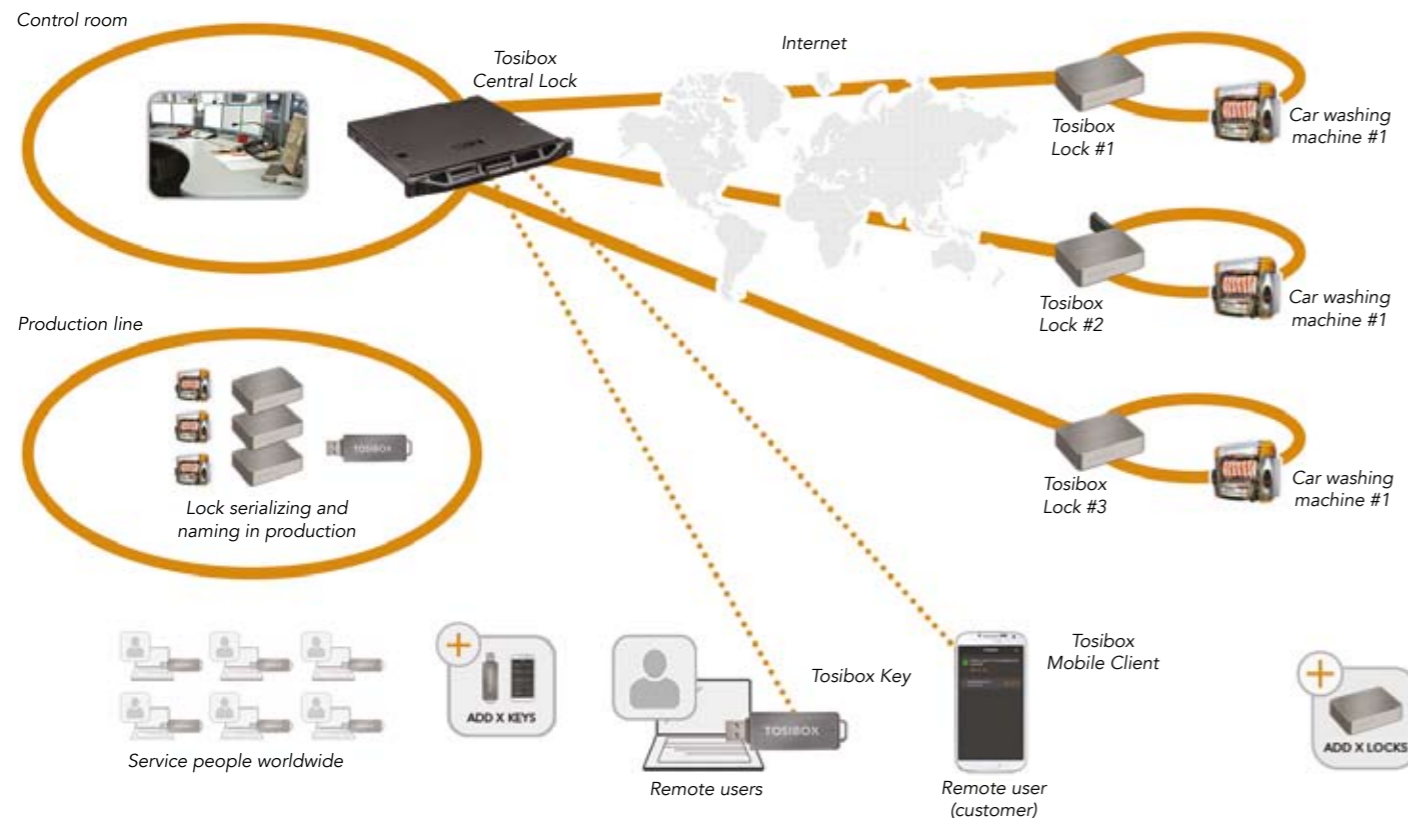 Control room
Tosibox
Central Lock
Internet
Tosibox
Lock #1
Car washing
machine #1
Tosibox
Lock #2
Car washing
machine #1
Production line
TOSIBOX
Lock serializing and
naming in production
Tosibox
Lock #3
Car washing
machine #1
Service people worldwide
ADD X KEYS
Tosibox Key
TOSIBOX
Remote users
Tosibox
Mobile Client
Remote user
(customer)
ADD X LOCKS